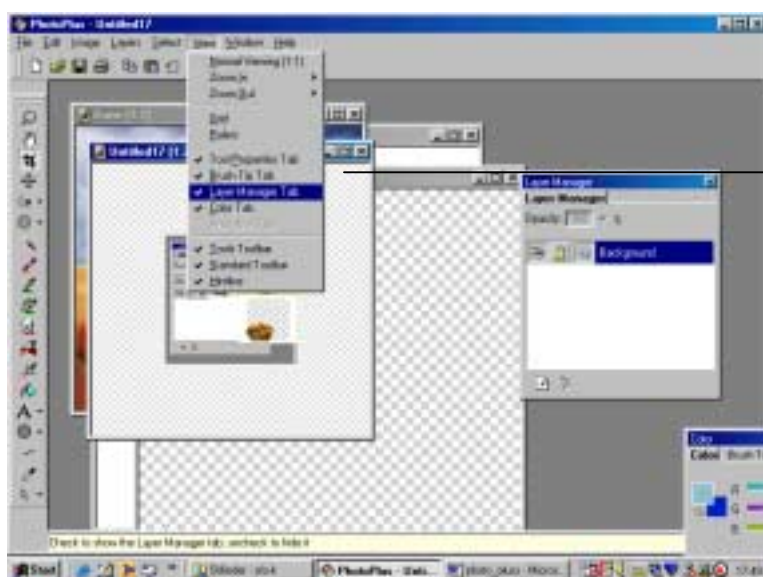 PhotoPlus - Untitled17
File Edit Image Layers Select View Window Help
Normal Viewing (1:1)
Zoom In
Zoom Out
Grid
Rulers
Tool Properties Tab
Brush Tip Tab
Layer Manager Tab
Color Tab
Tools Toolbar
Standard Toolbar
Hintline
Untitled17 (1:
Layer Manager
Layer Manager
Opacity
Background
Color
Color Brush T
R
G
B
Check to show the Layer Manager tab, uncheck to hide it
Start
PhotoPlus - Unti...